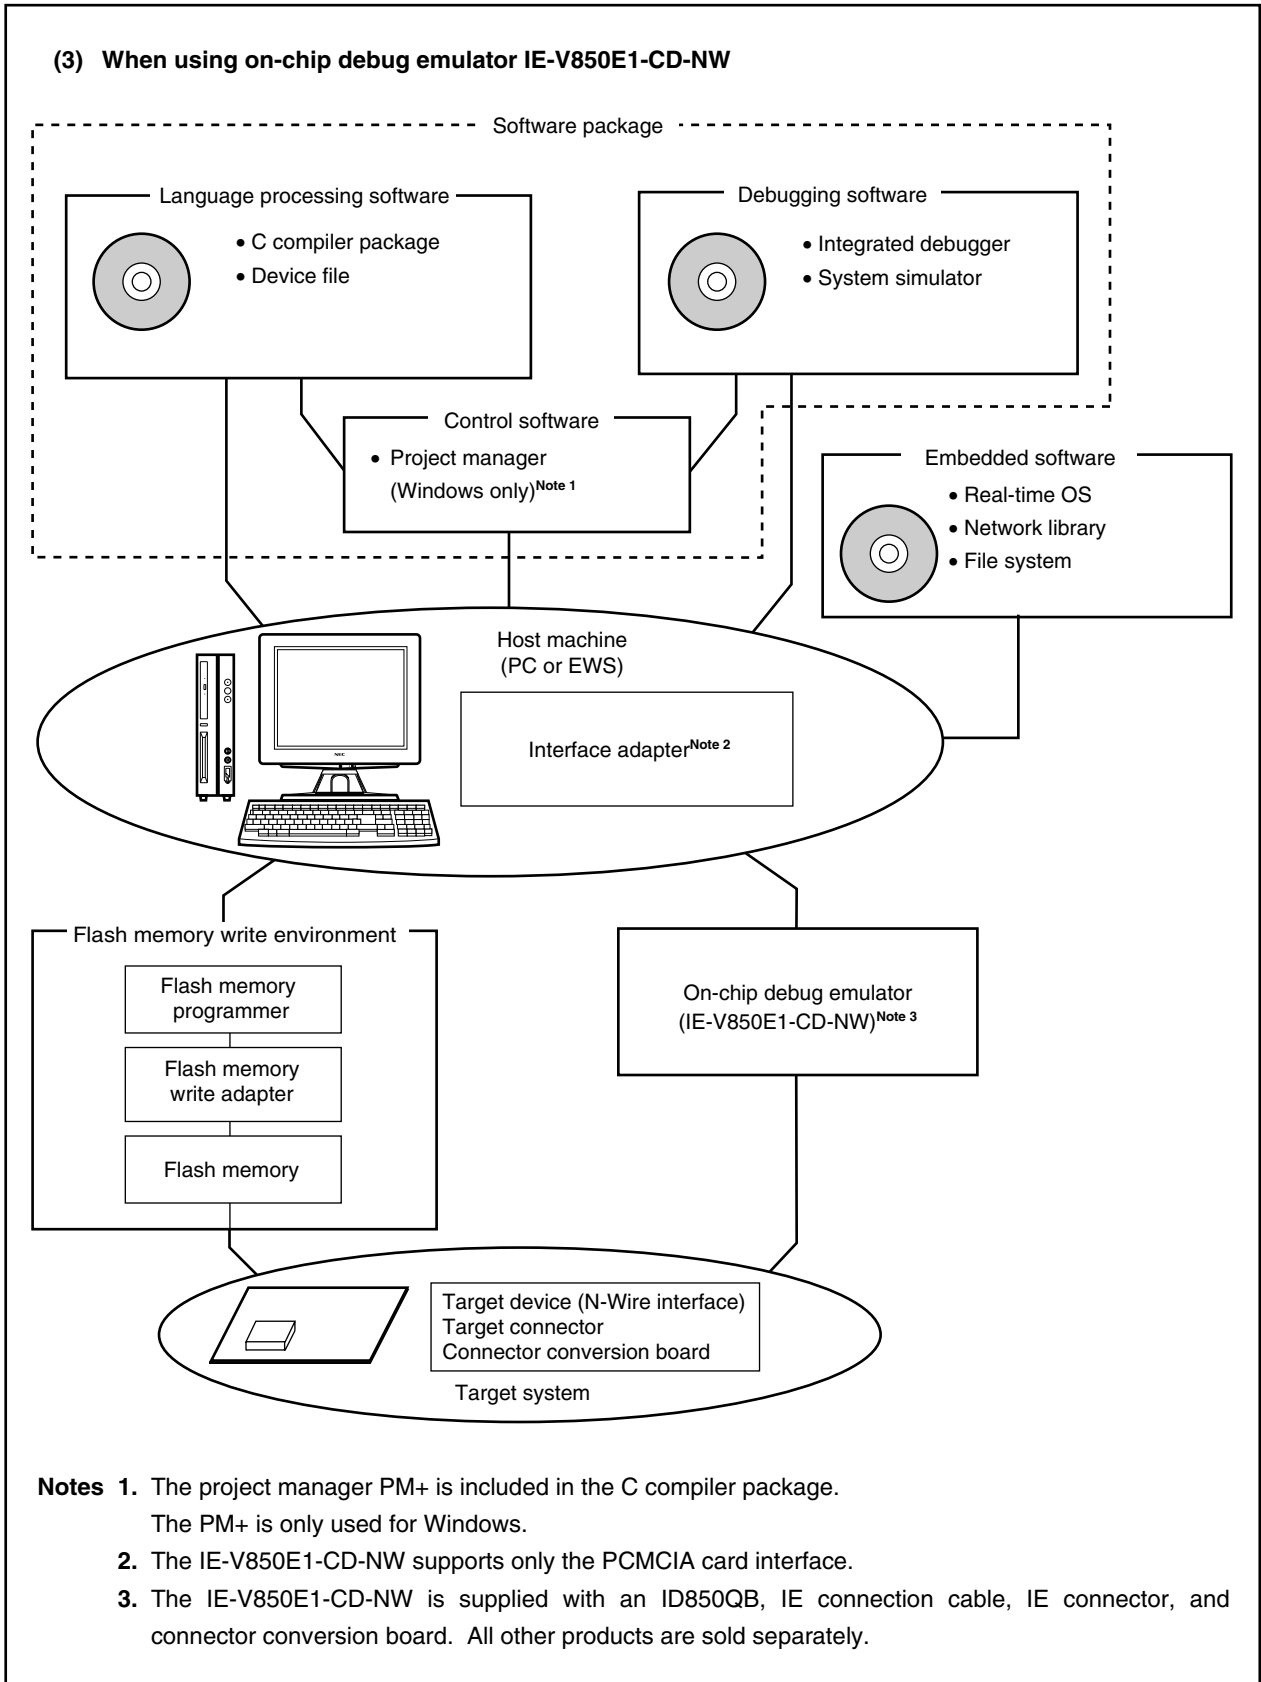 (3) When using on-chip debug emulator IE-V850E1-CD-NW
Software package
Language processing software
• C compiler package
• Device file
Debugging software
• Integrated debugger
• System simulator
Control software
• Project manager
(Windows only)Note 1
Embedded software
• Real-time OS
• Network library
• File system
Host machine
(PC or EWS)
NEC
Interface adapterNote 2
Flash memory write environment
Flash memory
programmer
Flash memory
write adapter
Flash memory
On-chip debug emulator
(IE-V850E1-CD-NW)Note 3
Target device (N-Wire interface)
Target connector
Connector conversion board
Target system
Notes 1. The project manager PM+ is included in the C compiler package.
The PM+ is only used for Windows.
2. The IE-V850E1-CD-NW supports only the PCMCIA card interface.
3. The IE-V850E1-CD-NW is supplied with an ID850QB, IE connection cable, IE connector, and
connector conversion board. All other products are sold separately.